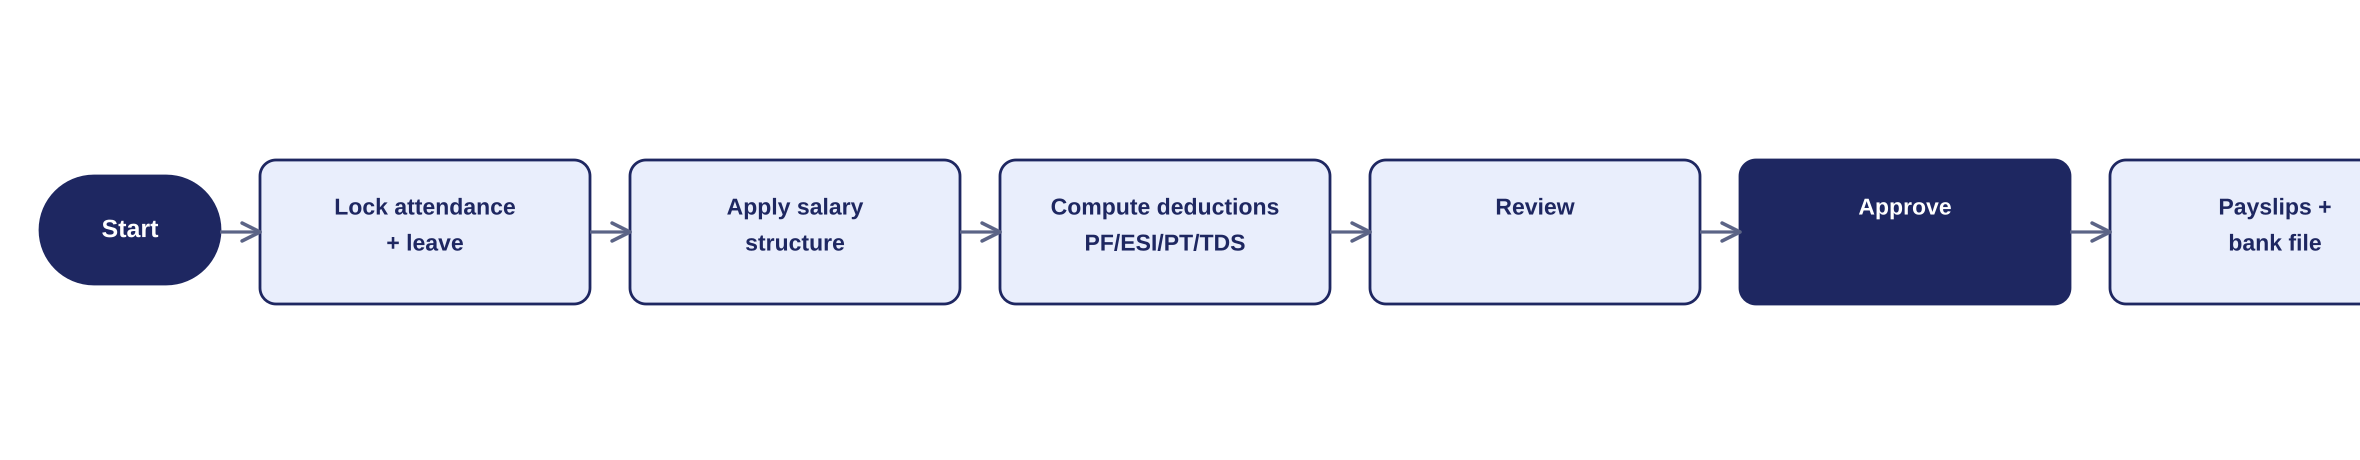 Start
Lock attendance
+ leave
Apply salary
structure
Compute deductions
PF/ESI/PT/TDS
Review
Approve
Payslips +
bank file